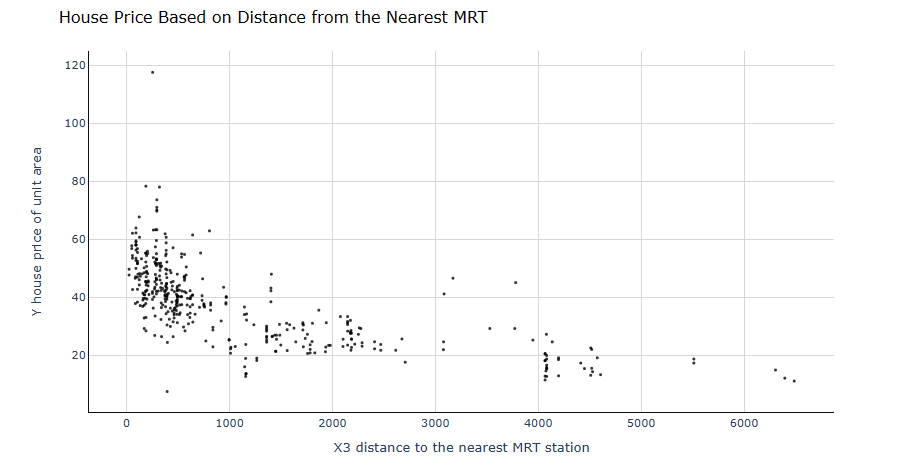 House Price Based on Distance from the Nearest MRT
120
100
80
60
40
20
Y house price of unit area
0 1000 2000 3000 4000 5000 6000
X3 distance to the nearest MRT station